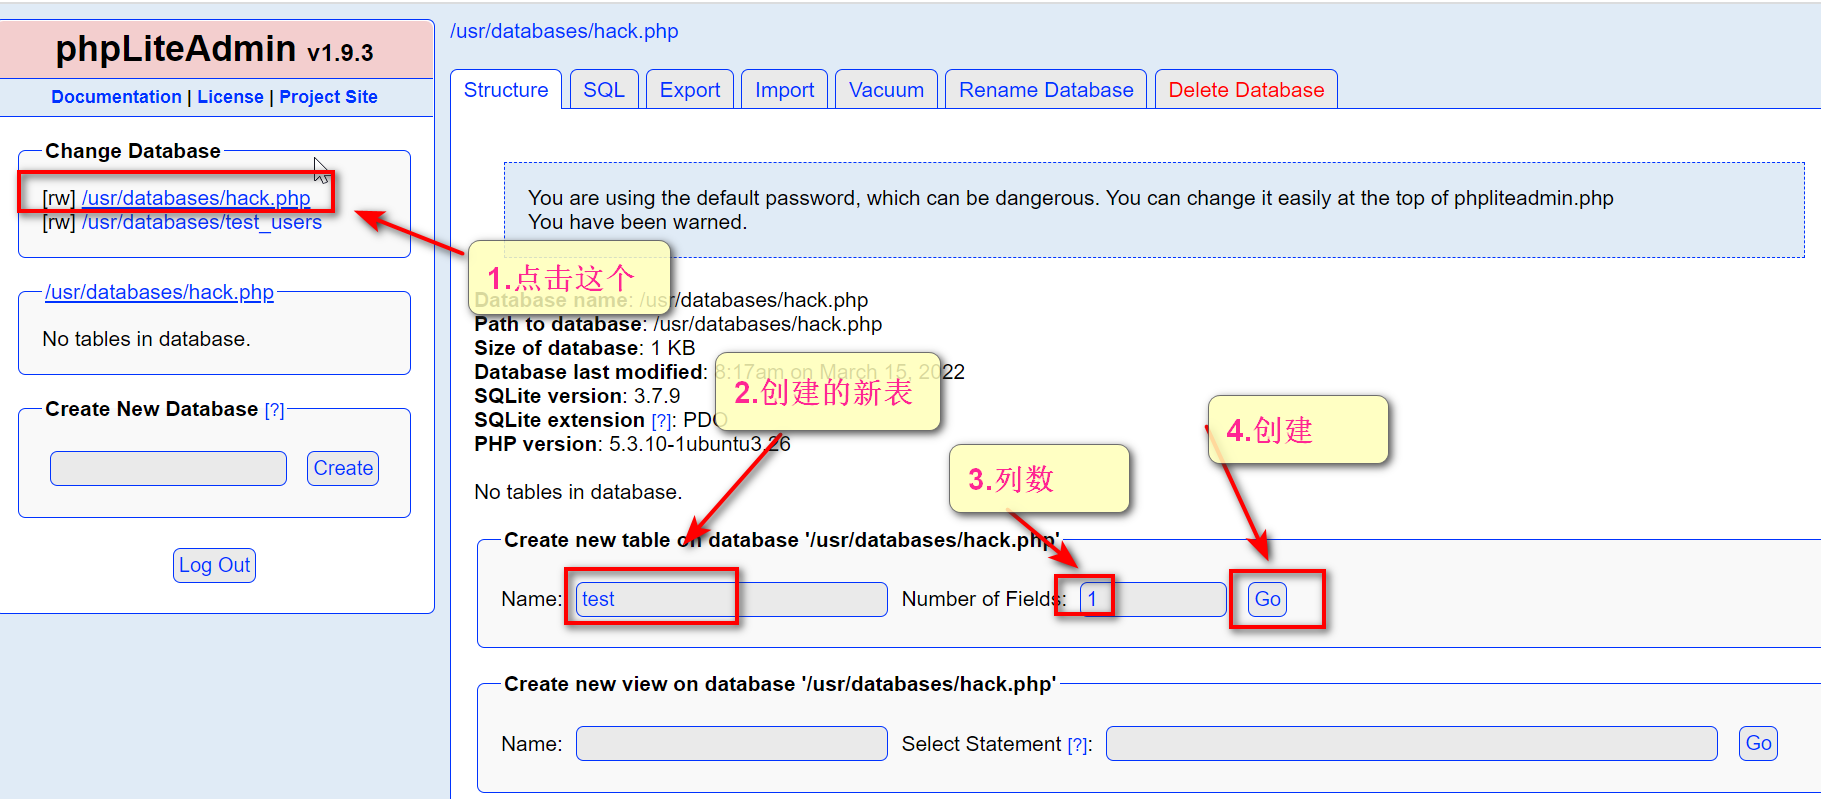 phpLiteAdmin v1.9.3
Documentation | License | Project Site
Change Database
[rw] /usr/databases/hack.php
[rw] /usr/databases/test_users
/usr/databases/hack.php
No tables in database.
Create New Database [?]
Create
Log Out
/usr/databases/hack.php
Structure
SQL
Export
Import
Vacuum
Rename Database
Delete Database
You are using the default password, which can be dangerous. You can change it easily at the top of phpliteadmin.php
You have been warned.
1.点击这个
Database name: /usr/databases/hack.php
Path to database: /usr/databases/hack.php
Size of database: 1 KB
Database last modified: 8:17am on March 15, 2022
2.创建的新表
SQLite version: 3.7.9
SQLite extension [?]: PDO
PHP version: 5.3.10-1ubuntu3.26
4.创建
3.列数
No tables in database.
Create new table on database '/usr/databases/hack.php'
Name: test Number of Fields: 1 Go
Create new view on database '/usr/databases/hack.php'
Name: Select Statement [?]: Go